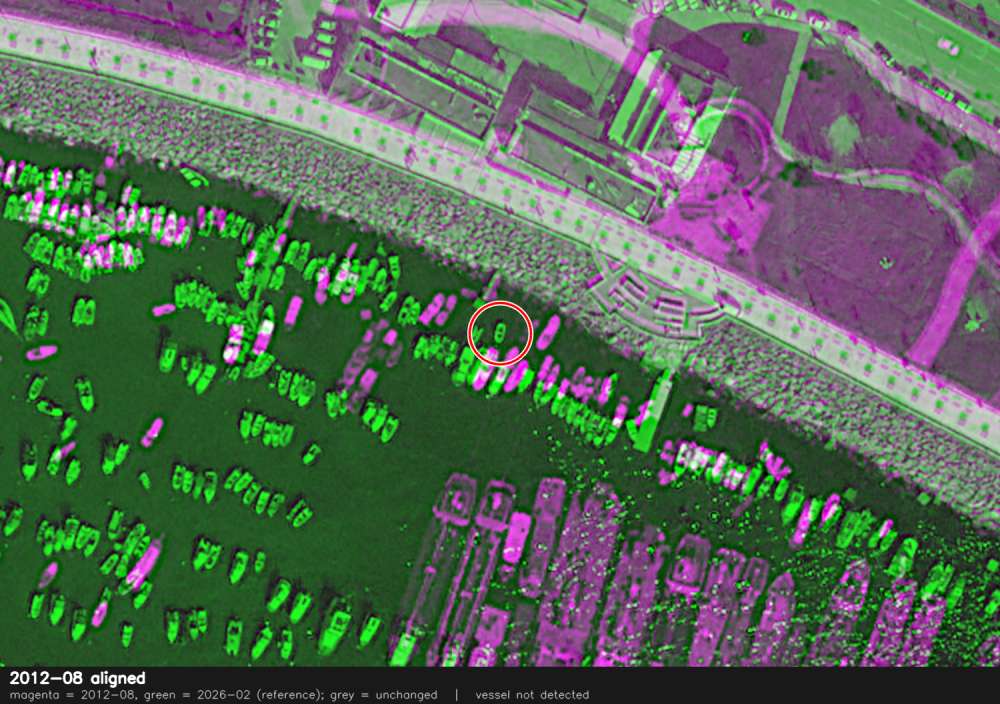 2012-08 aligned
magenta = 2012-08, green = 2026-02 (reference); grey = unchanged | vessel not detected